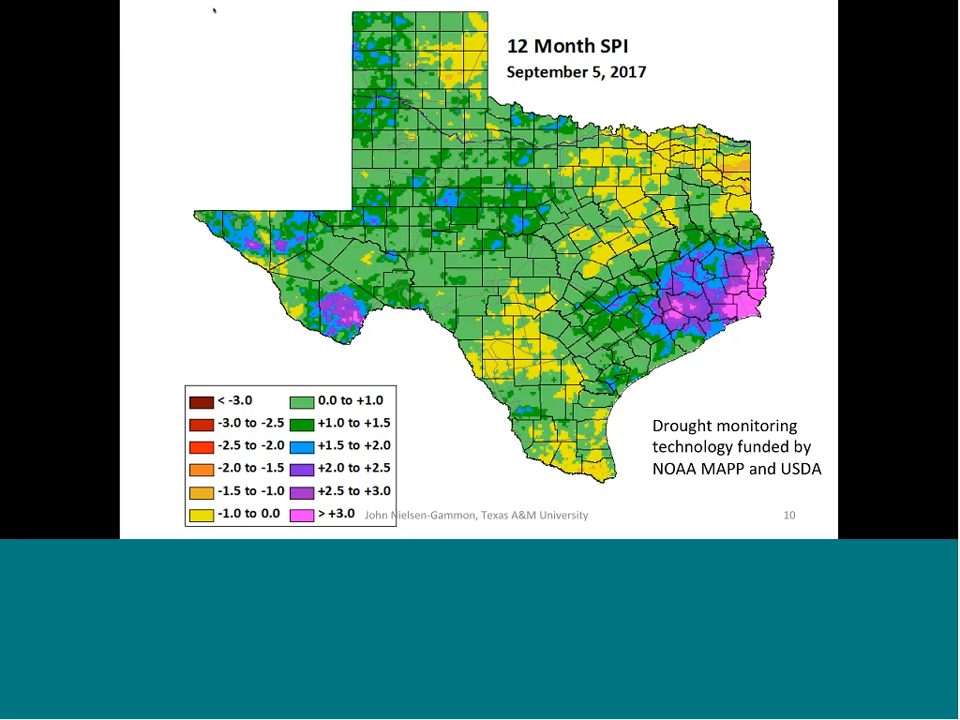 12 Month SPI
September 5, 2017
< -3.0
0.0 to +1.0
-3.0 to -2.5
+1.0 to +1.5
-2.5 to -2.0
+1.5 to +2.0
-2.0 to -1.5
+2.0 to +2.5
-1.5 to -1.0
+2.5 to +3.0
-1.0 to 0.0
> +3.0
Drought monitoring
technology funded by
NOAA MAPP and USDA
John Nielsen-Gammon, Texas A&M University
10